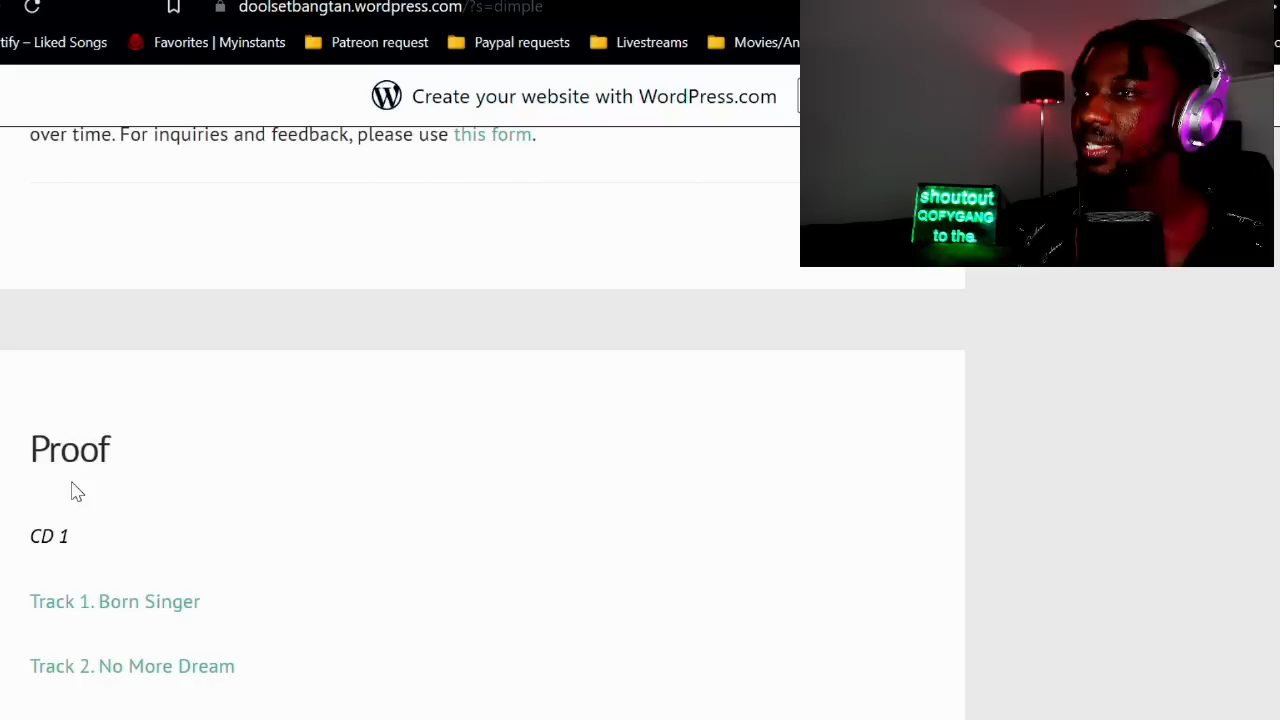 doolsetbangtan.wordpress.com/?s=dimple
tify – Liked Songs Favorites | Myinstants Patreon request Paypal requests Livestreams Movies/An
Create your website with WordPress.com
over time. For inquiries and feedback, please use this form.
shoutout
QOFYGANG
to the
Proof
CD 1
Track 1. Born Singer
Track 2. No More Dream